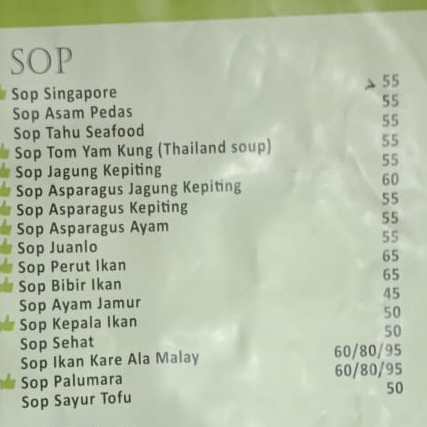 SOP
Sop Singapore 55
Sop Asam Pedas 55
Sop Tahu Seafood 55
Sop Tom Yam Kung (Thailand soup) 55
Sop Jagung Kepiting 55
Sop Asparagus Jagung Kepiting 60
Sop Asparagus Kepiting 55
Sop Asparagus Ayam 55
Sop Juanlo 55
Sop Perut Ikan 65
Sop Bibir Ikan 65
Sop Ayam Jamur 45
Sop Kepala Ikan 50
Sop Sehat 50
Sop Ikan Kare Ala Malay 60/80/95
Sop Palumara 60/80/95
Sop Sayur Tofu 50